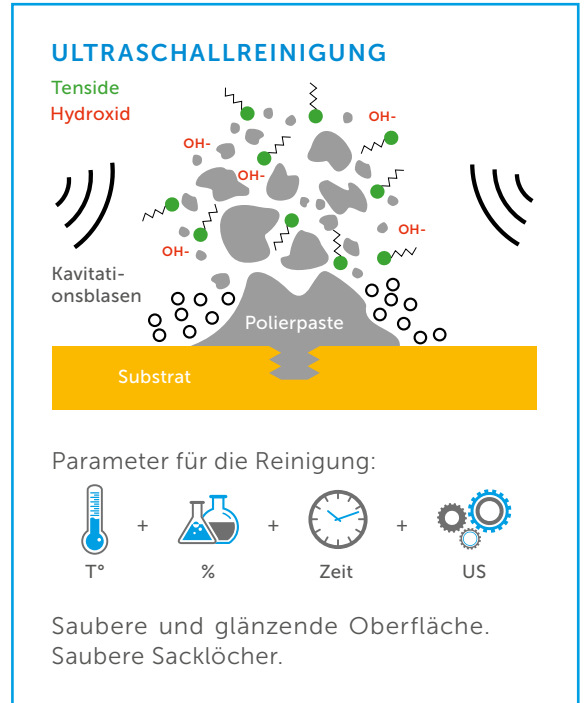 ULTRASCHALLREINIGUNG
Tenside
Hydroxid
OH-
OH-
OH-
OH-
OH-
Kavitati-
onsblasen
Polierpaste
Substrat
Parameter für die Reinigung:
+ + +
T° % Zeit US
Saubere und glänzende Oberfläche.
Saubere Sacklöcher.